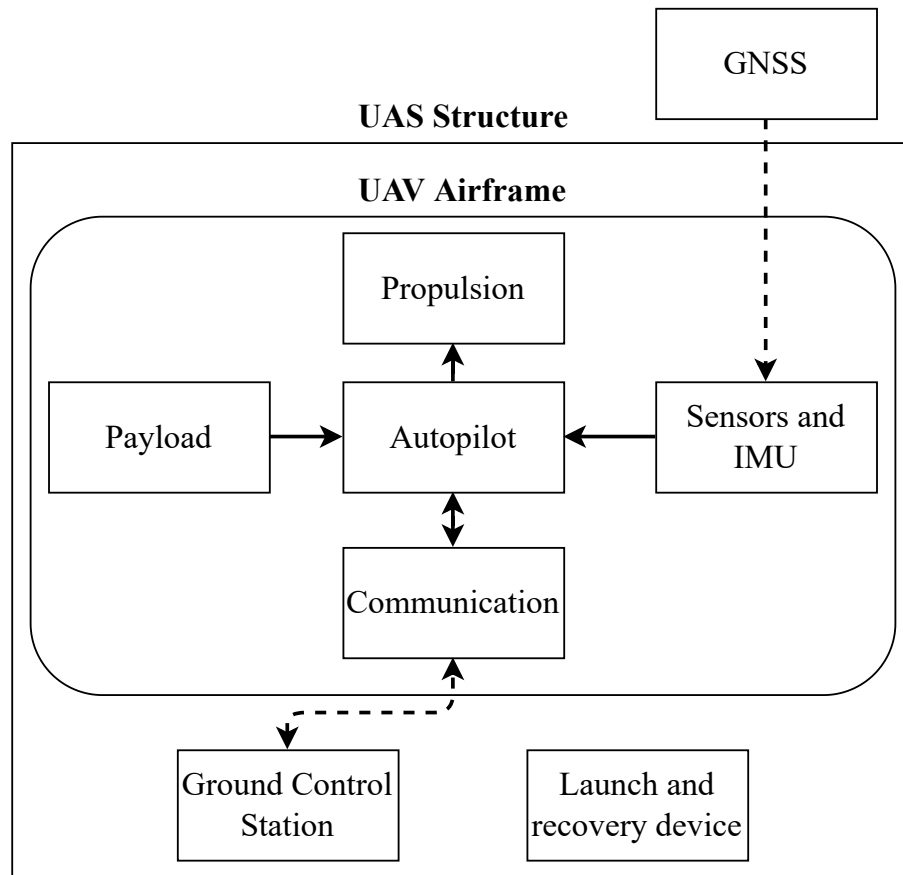 GNSS
UAS Structure
UAV Airframe
Propulsion
Payload
Autopilot
Sensors and
IMU
Communication
Ground Control
Station
Launch and
recovery device